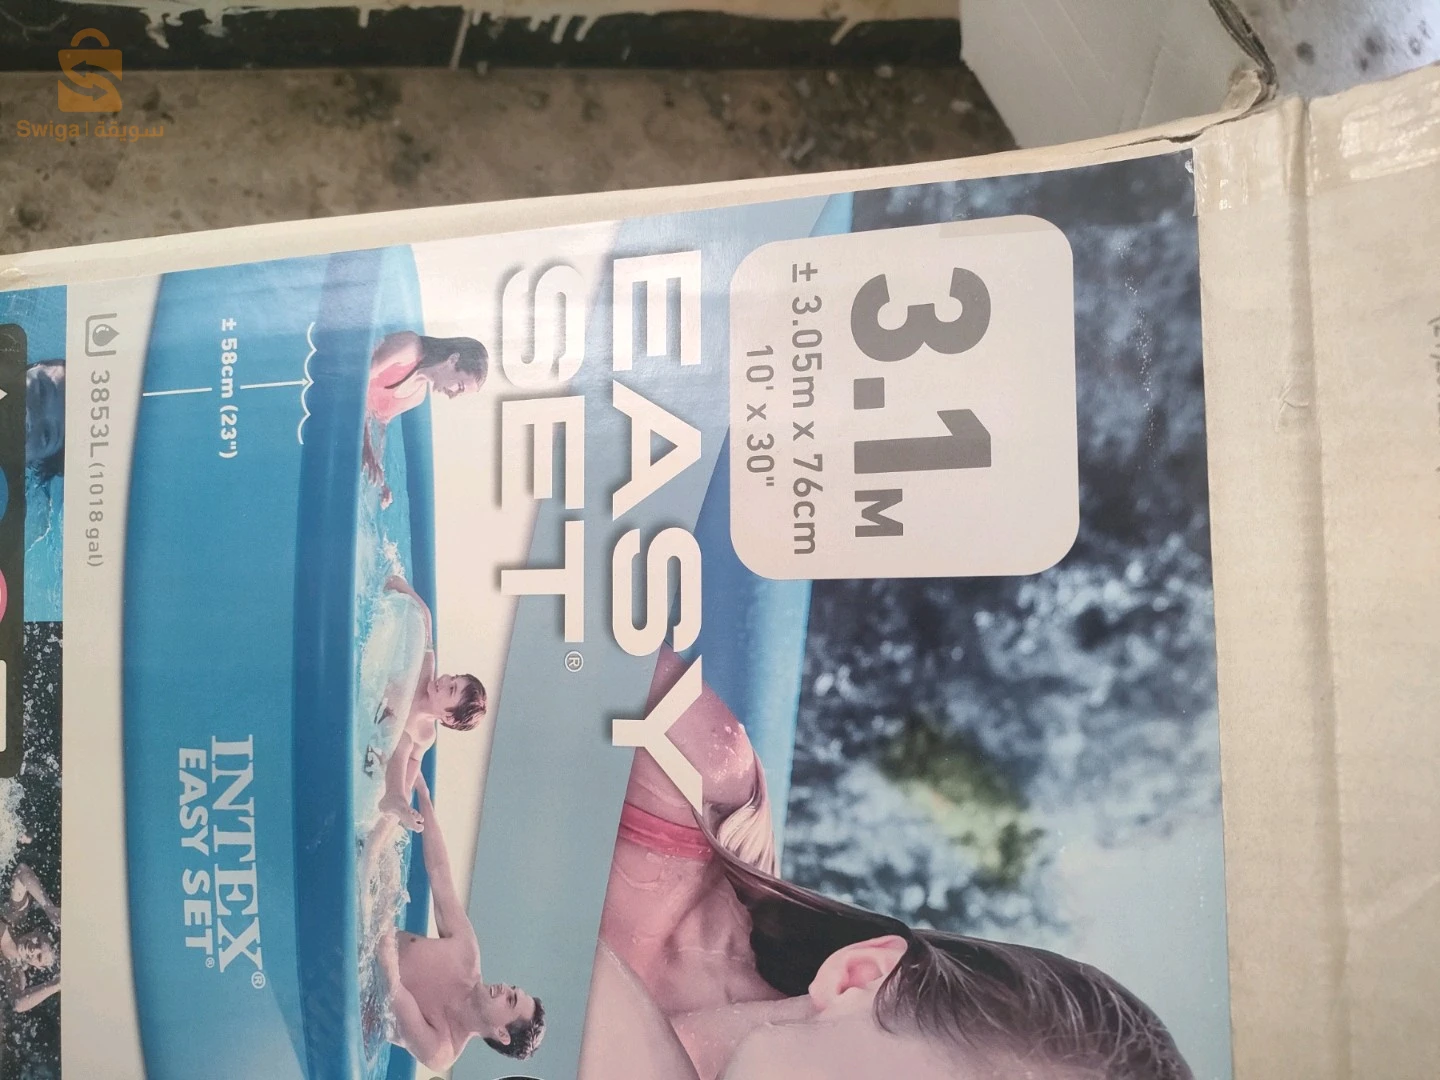 Swiga | سويقة
3.1M
± 3.05m x 76cm
10' x 30"
EASY
SET®
± 58cm (23")
INTEX®
EASY SET®
3853L (1018 gal)